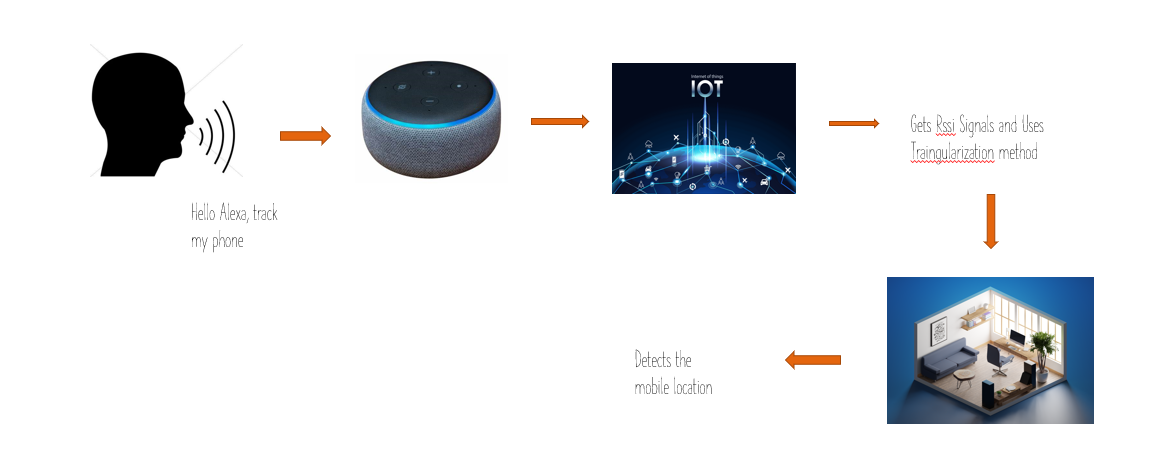 Internet of things
IOT
Gets Rssi Signals and Uses
Traingularization method
Hello Alexa, track
my phone
Detects the
mobile location